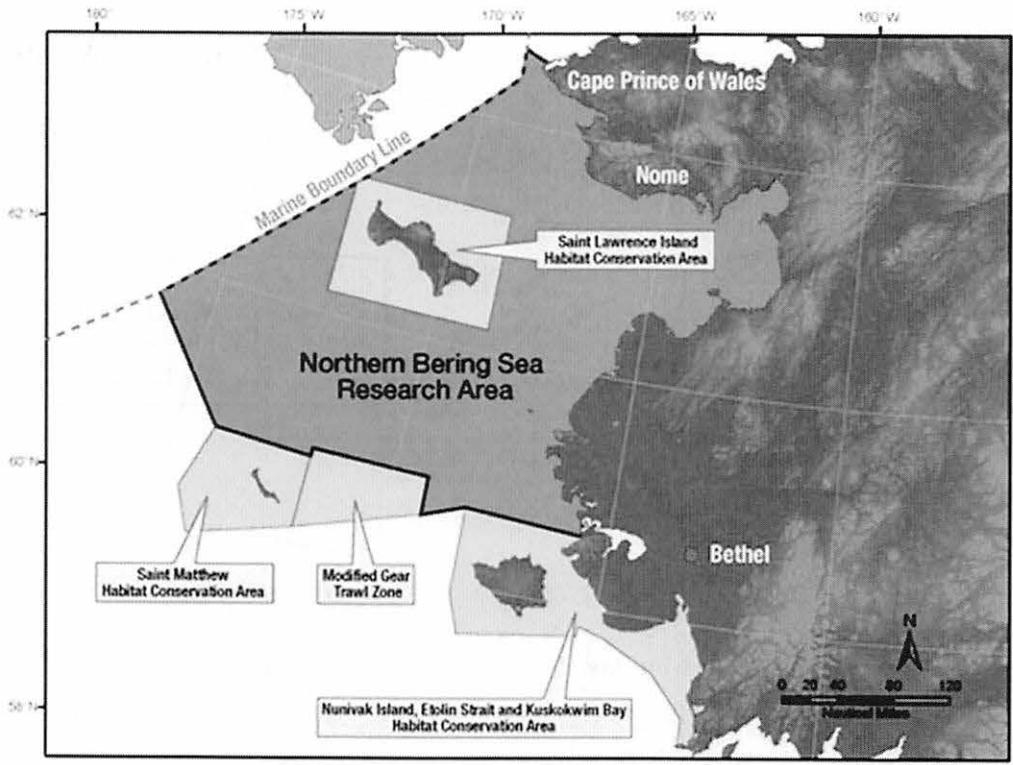 180°
175°W
170°W
165°W
160°W
Cape Prince of Wales
Marine Boundary Line
Nome
62°N
Saint Lawrence Island
Habitat Conservation Area
Northern Bering Sea
Research Area
60°N
Bethel
Saint Matthew
Habitat Conservation Area
Modified Gear
Trawl Zone
N
0 20 40 80 120
Nautical Miles
Nunivak Island, Etolin Strait and Kuskokwim Bay
Habitat Conservation Area
58°N